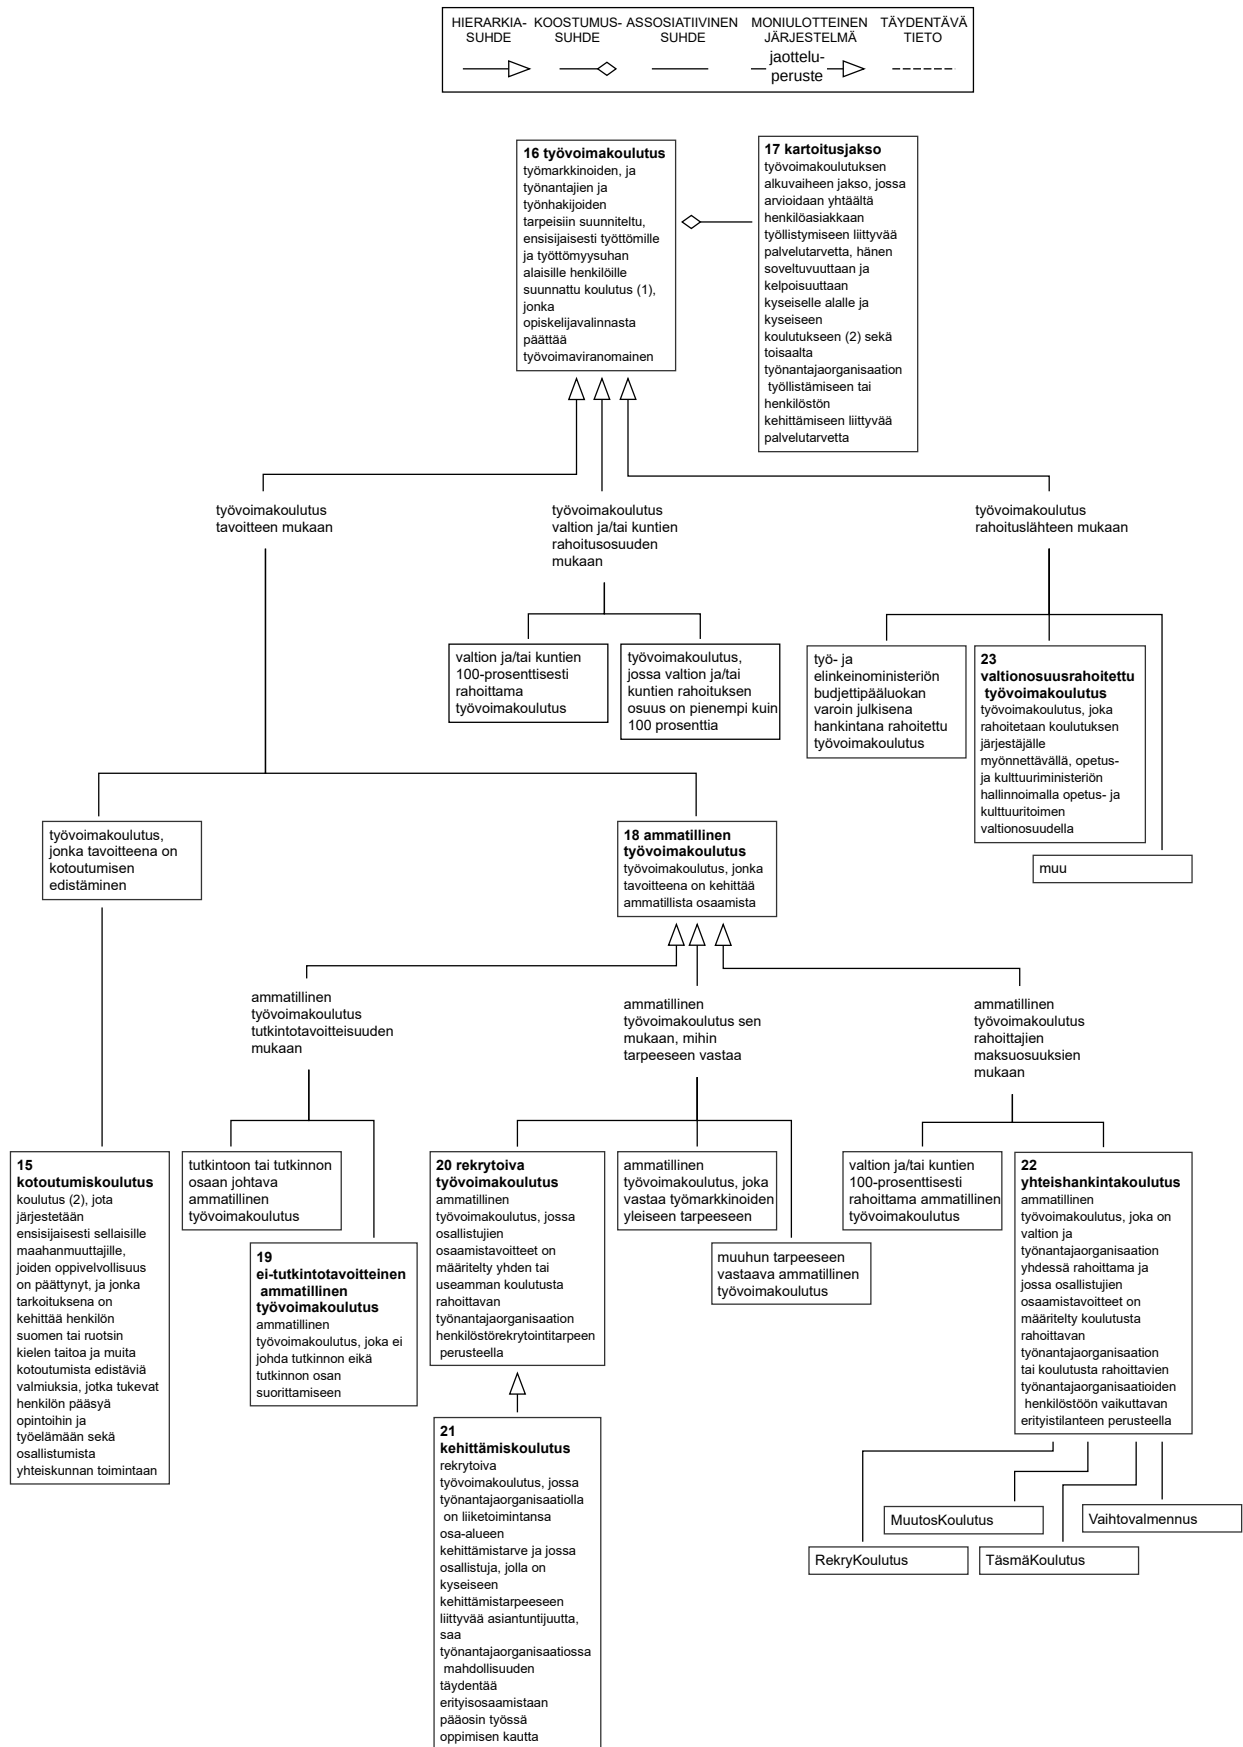 HIERARKIA-
SUHDE
KOOSTUMUS-
SUHDE
ASSOSIATIIVINEN
SUHDE
MONIULOTTEINEN
JÄRJESTELMÄ
TÄYDENTÄVÄ
TIETO
jaottelu-
peruste
16 työvoimakoulutus
työmarkkinoiden, ja
työnantajien ja
työnhakijoiden
tarpeisiin suunniteltu,
ensisijaisesti työttömille
ja työttömyysuhan
alaisille henkilöille
suunnattu koulutus (1),
jonka
opiskelijavalinnasta
päättää
työvoimaviranomainen
17 kartoitusjakso
työvoimakoulutuksen
alkuvaiheen jakso, jossa
arvioidaan yhtäältä
henkilöasiakkaan
työllistymiseen liittyvää
palvelutarvetta, hänen
soveltuvuuttaan ja
kelpoisuuttaan
kyseiselle alalle ja
kyseiseen
koulutukseen (2) sekä
toisaalta
työnantajaorganisaation
työllistämiseen tai
henkilöstön
kehittämiseen liittyvää
palvelutarvetta
työvoimakoulutus
tavoitteen mukaan
työvoimakoulutus
valtion ja/tai kuntien
rahoitusosuuden
mukaan
työvoimakoulutus
rahoituslähteen mukaan
valtion ja/tai kuntien
100-prosenttisesti
rahoittama
työvoimakoulutus
työvoimakoulutus,
jossa valtion ja/tai
kuntien rahoituksen
osuus on pienempi kuin
100 prosenttia
työ- ja
elinkeinoministeriön
budjettipääluokan
varoin julkisena
hankintana rahoitettu
työvoimakoulutus
23
valtionosuusrahoitettu
työvoimakoulutus
työvoimakoulutus, joka
rahoitetaan koulutuksen
järjestäjälle
myönnettävällä, opetus-
ja kulttuuriministeriön
hallinnoimalla opetus- ja
kulttuuritoimen
valtionosuudella
muu
työvoimakoulutus,
jonka tavoitteena on
kotoutumisen
edistäminen
18 ammatillinen
työvoimakoulutus
työvoimakoulutus, jonka
tavoitteena on kehittää
ammatillista osaamista
ammatillinen
työvoimakoulutus
tutkintotavoitteisuuden
mukaan
ammatillinen
työvoimakoulutus sen
mukaan, mihin
tarpeeseen vastaa
ammatillinen
työvoimakoulutus
rahoittajien
maksuosuuksien
mukaan
15
kotoutumiskoulutus
koulutus (2), jota
järjestetään
ensisijaisesti sellaisille
maahanmuuttajille,
joiden oppivelvollisuus
on päättynyt, ja jonka
tarkoituksena on
kehittää henkilön
suomen tai ruotsin
kielen taitoa ja muita
kotoutumista edistäviä
valmiuksia, jotka tukevat
henkilön pääsyä
opintoihin ja
työelämään sekä
osallistumista
yhteiskunnan toimintaan
tutkintoon tai tutkinnon
osaan johtava
ammatillinen
työvoimakoulutus
19
ei-tutkintotavoitteinen
ammatillinen
työvoimakoulutus
ammatillinen
työvoimakoulutus, joka ei
johda tutkinnon eikä
tutkinnon osan
suorittamiseen
20 rekrytoiva
työvoimakoulutus
ammatillinen
työvoimakoulutus, jossa
osallistujien
osaamistavoitteet on
määritelty yhden tai
useamman koulutusta
rahoittavan
työnantajaorganisaation
henkilöstörekrytointitarpeen
perusteella
ammatillinen
työvoimakoulutus, joka
vastaa työmarkkinoiden
yleiseen tarpeeseen
muuhun tarpeeseen
vastaava ammatillinen
työvoimakoulutus
valtion ja/tai kuntien
100-prosenttisesti
rahoittama ammatillinen
työvoimakoulutus
22
yhteishankintakoulutus
ammatillinen
työvoimakoulutus, joka on
valtion ja
työnantajaorganisaation
yhdessä rahoittama ja
jossa osallistujien
osaamistavoitteet on
määritelty koulutusta
rahoittavan
työnantajaorganisaation
tai koulutusta rahoittavien
työnantajaorganisaatioiden
henkilöstöön vaikuttavan
erityistilanteen perusteella
21
kehittämiskoulutus
rekrytoiva
työvoimakoulutus, jossa
työnantajaorganisaatiolla
on liiketoimintansa
osa-alueen
kehittämistarve ja jossa
osallistuja, jolla on
kyseiseen
kehittämistarpeeseen
liittyvää asiantuntijuutta,
saa
työnantajaorganisaatiossa
mahdollisuuden
täydentää
erityisosaamistaan
pääosin työssä
oppimisen kautta
MuutosKoulutus
Vaihtovalmennus
RekryKoulutus
TäsmäKoulutus